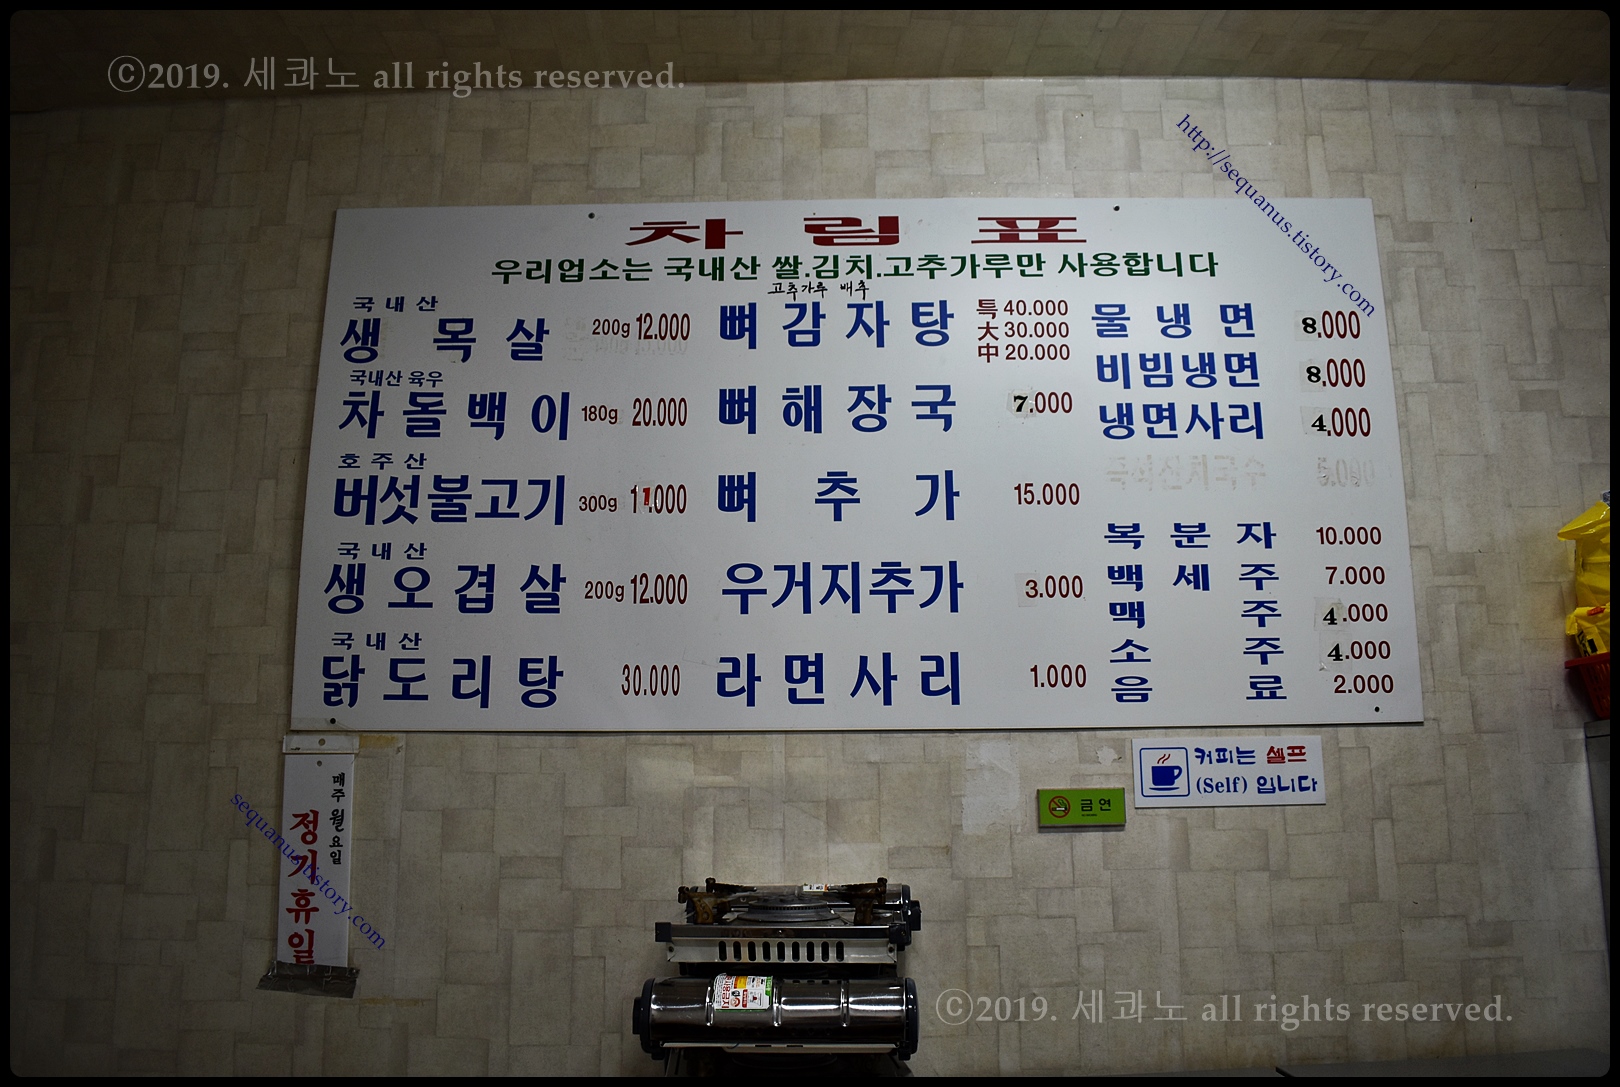 ⓒ2019. 세콰노 all rights reserved.
http://sequanus.tistory.com
차림표
우리업소는 국내산 쌀.김치.고추가루만 사용합니다
고추가루 배추
국내산
생목살 200g 12.000
국내산 육우
차돌백이 180g 20.000
호주산
버섯불고기 300g 11.000
국내산
생오겹살 200g 12.000
국내산
닭도리탕 30.000
뼈감자탕 특 40.000
大 30.000
中 20.000
뼈해장국 7.000
뼈추가 15.000
우거지추가 3.000
라면사리 1.000
물냉면 8.000
비빔냉면 8.000
냉면사리 4.000
복분자 10.000
백세주 7.000
맥주 4.000
소주 4.000
음료 2.000
매주 월요일
정기휴일
sequanus.tistory.com
금연
커피는 셀프
(Self) 입니다
ⓒ2019. 세콰노 all rights reserved.